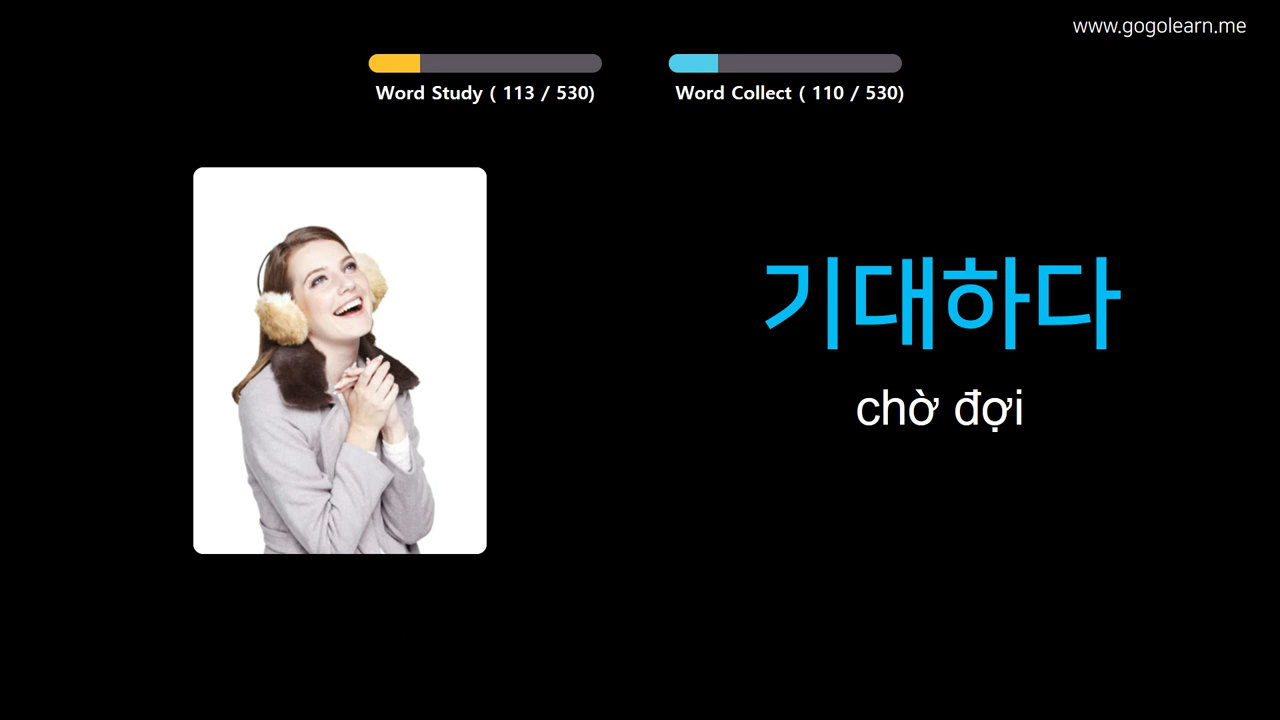 www.gogolearn.me
Word Study ( 113 / 530)
Word Collect ( 110 / 530)
기대하다
chờ đợi